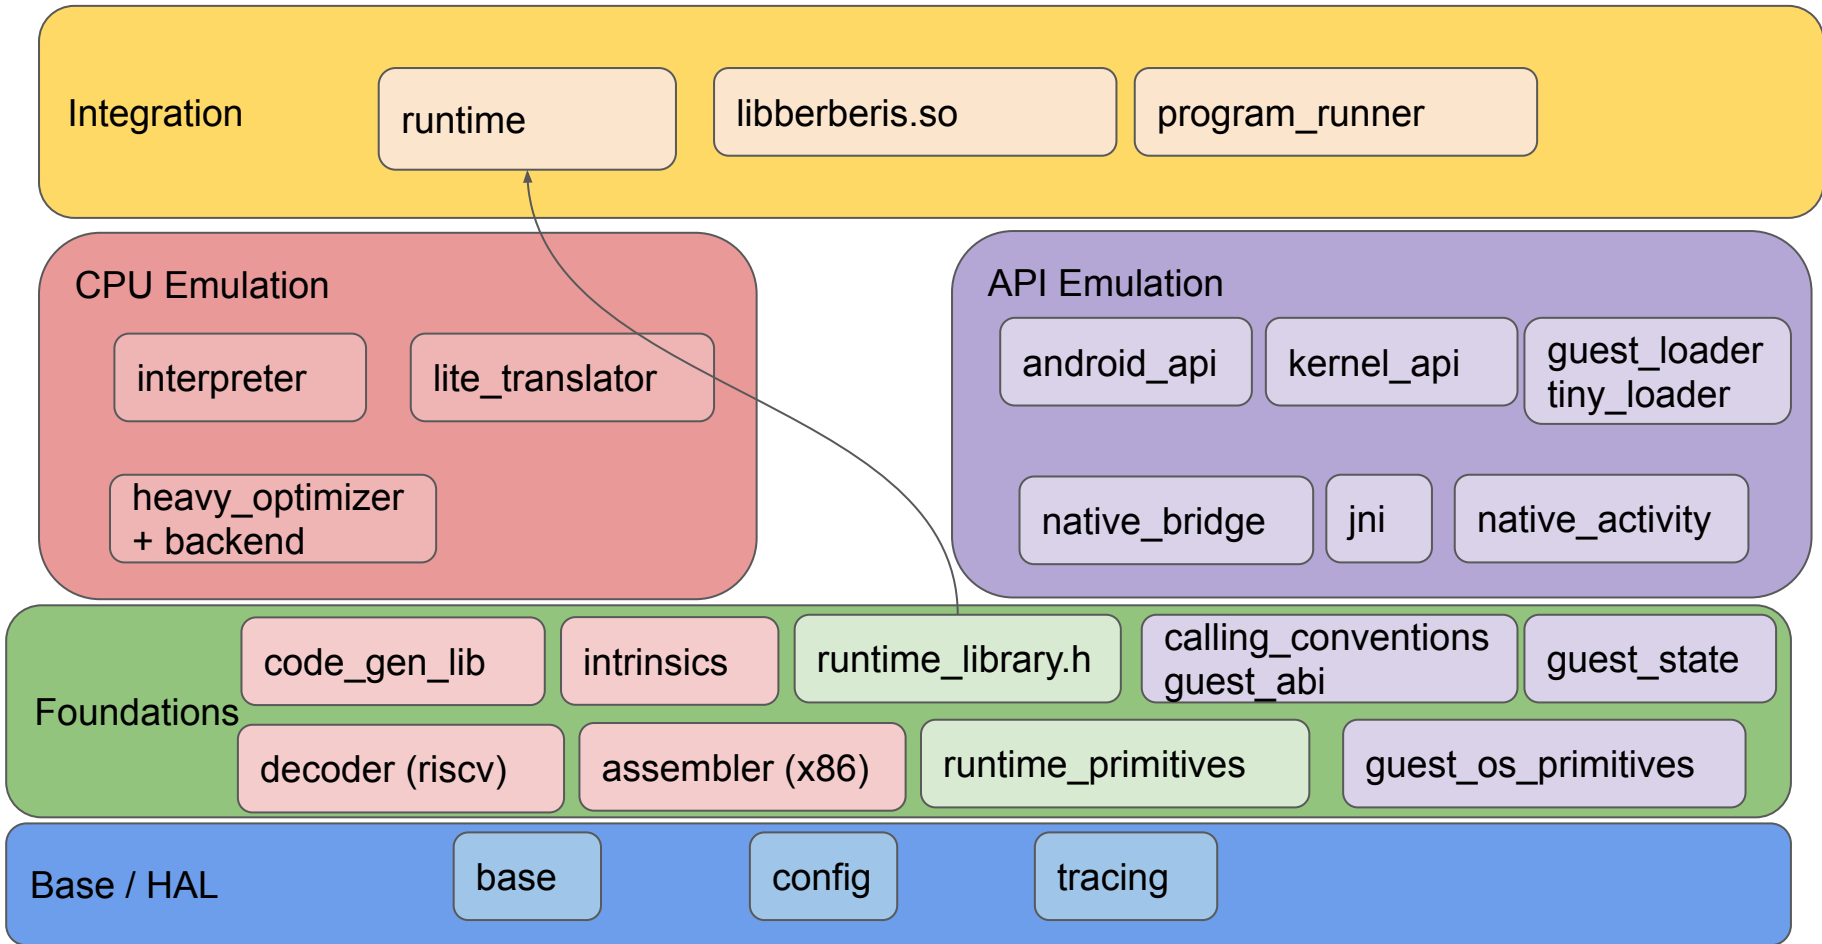 Integration
runtime
libberberis.so
program_runner
CPU Emulation
interpreter
lite_translator
heavy_optimizer
+ backend
API Emulation
android_api
kernel_api
guest_loader
tiny_loader
native_bridge
jni
native_activity
Foundations
code_gen_lib
intrinsics
runtime_library.h
calling_conventions
guest_abi
guest_state
decoder (riscv)
assembler (x86)
runtime_primitives
guest_os_primitives
Base / HAL
base
config
tracing